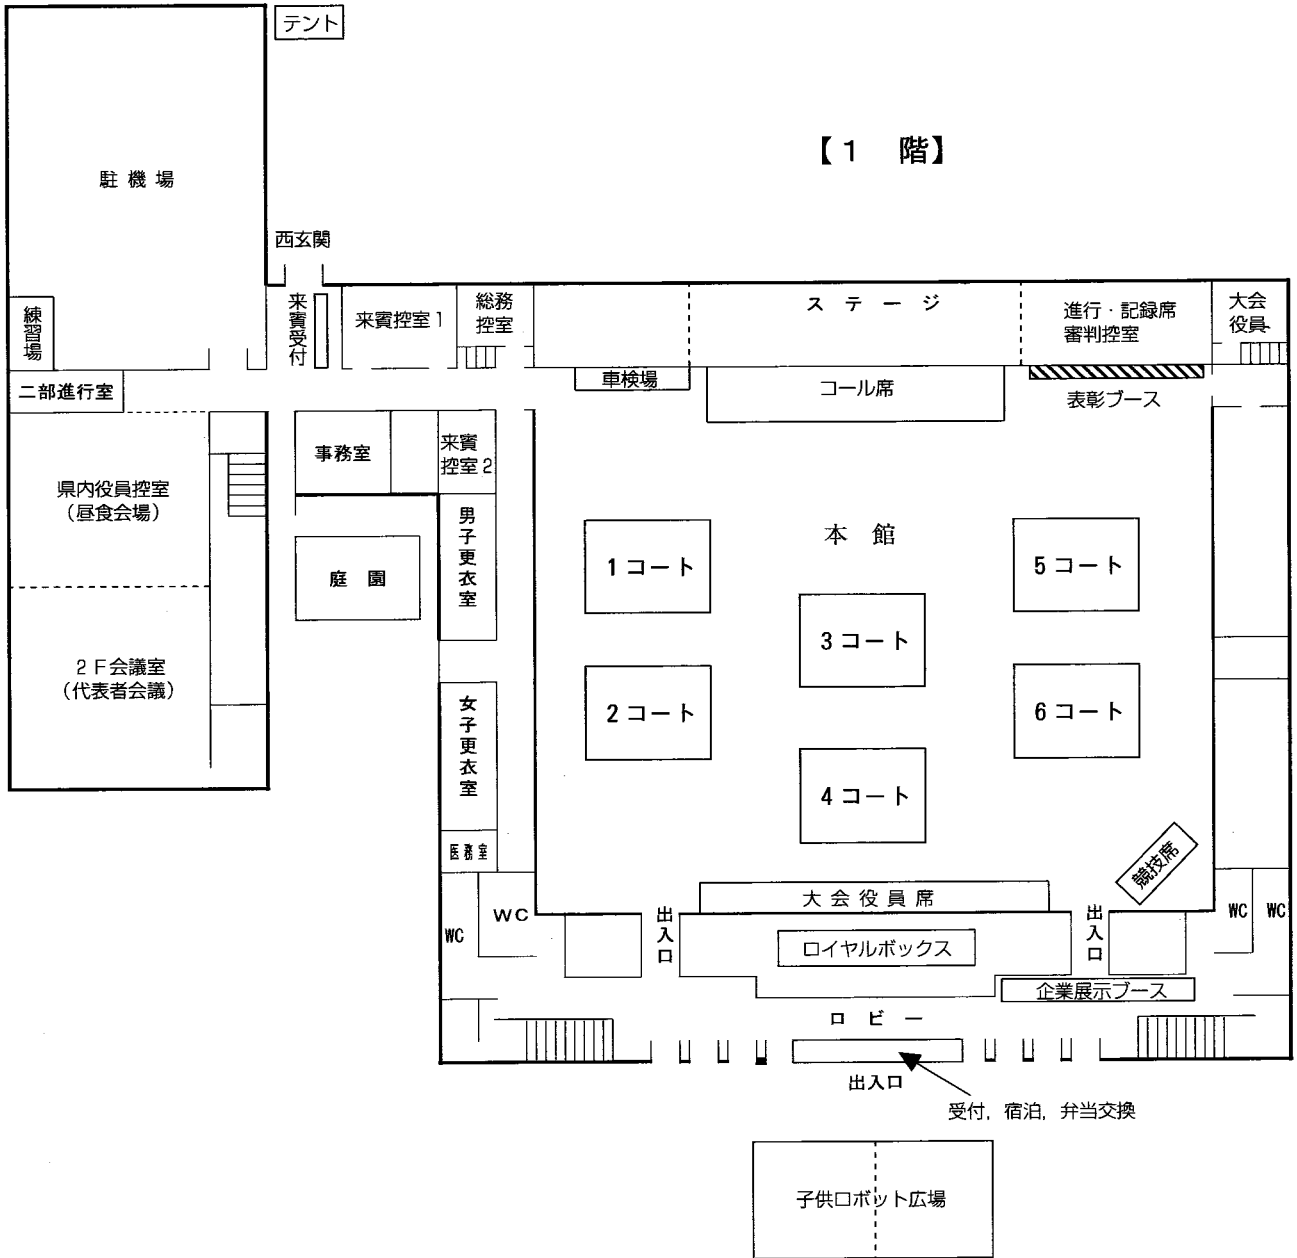 テント
【１　階】
駐 機 場
西玄関
練習場
来賓受付
来賓控室１
総務
控室
ス テ ー ジ
進行・記録席
審判控室
大会
役員
二部進行室
車検場
コール席
表彰ブース
事務室
来賓
控室２
県内役員控室
（昼食会場）
男子更衣室
本 館
１コート
５コート
庭 園
３コート
２Ｆ会議室
（代表者会議）
女子更衣室
２コート
６コート
４コート
医務室
競技席
大 会 役 員 席
WC
WC
出入口
出入口
WC
WC
ロイヤルボックス
企業展示ブース
ロ ビ ー
出入口
受付，宿泊，弁当交換
子供ロボット広場